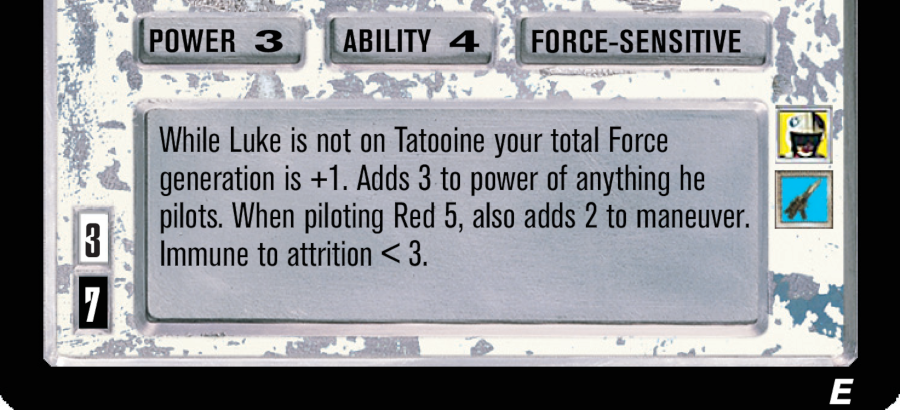 POWER 3 ABILITY 4 FORCE-SENSITIVE
While Luke is not on Tatooine your total Force
generation is +1. Adds 3 to power of anything he
pilots. When piloting Red 5, also adds 2 to maneuver.
Immune to attrition < 3.
3
7
E